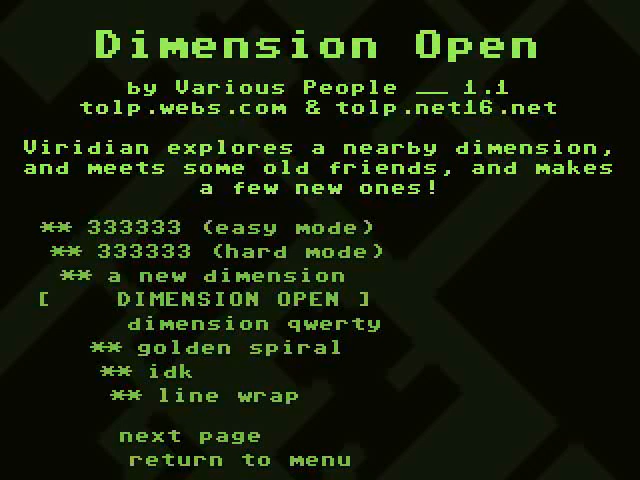 Dimension Open
by Various People __ 1.1
tolp.webs.com & tolp.net16.net
Viridian explores a nearby dimension,
and meets some old friends, and makes
a few new ones!
** 333333 (easy mode)
** 333333 (hard mode)
** a new dimension
[ DIMENSION OPEN ]
dimension qwerty
** golden spiral
** idk
** line wrap
next page
return to menu